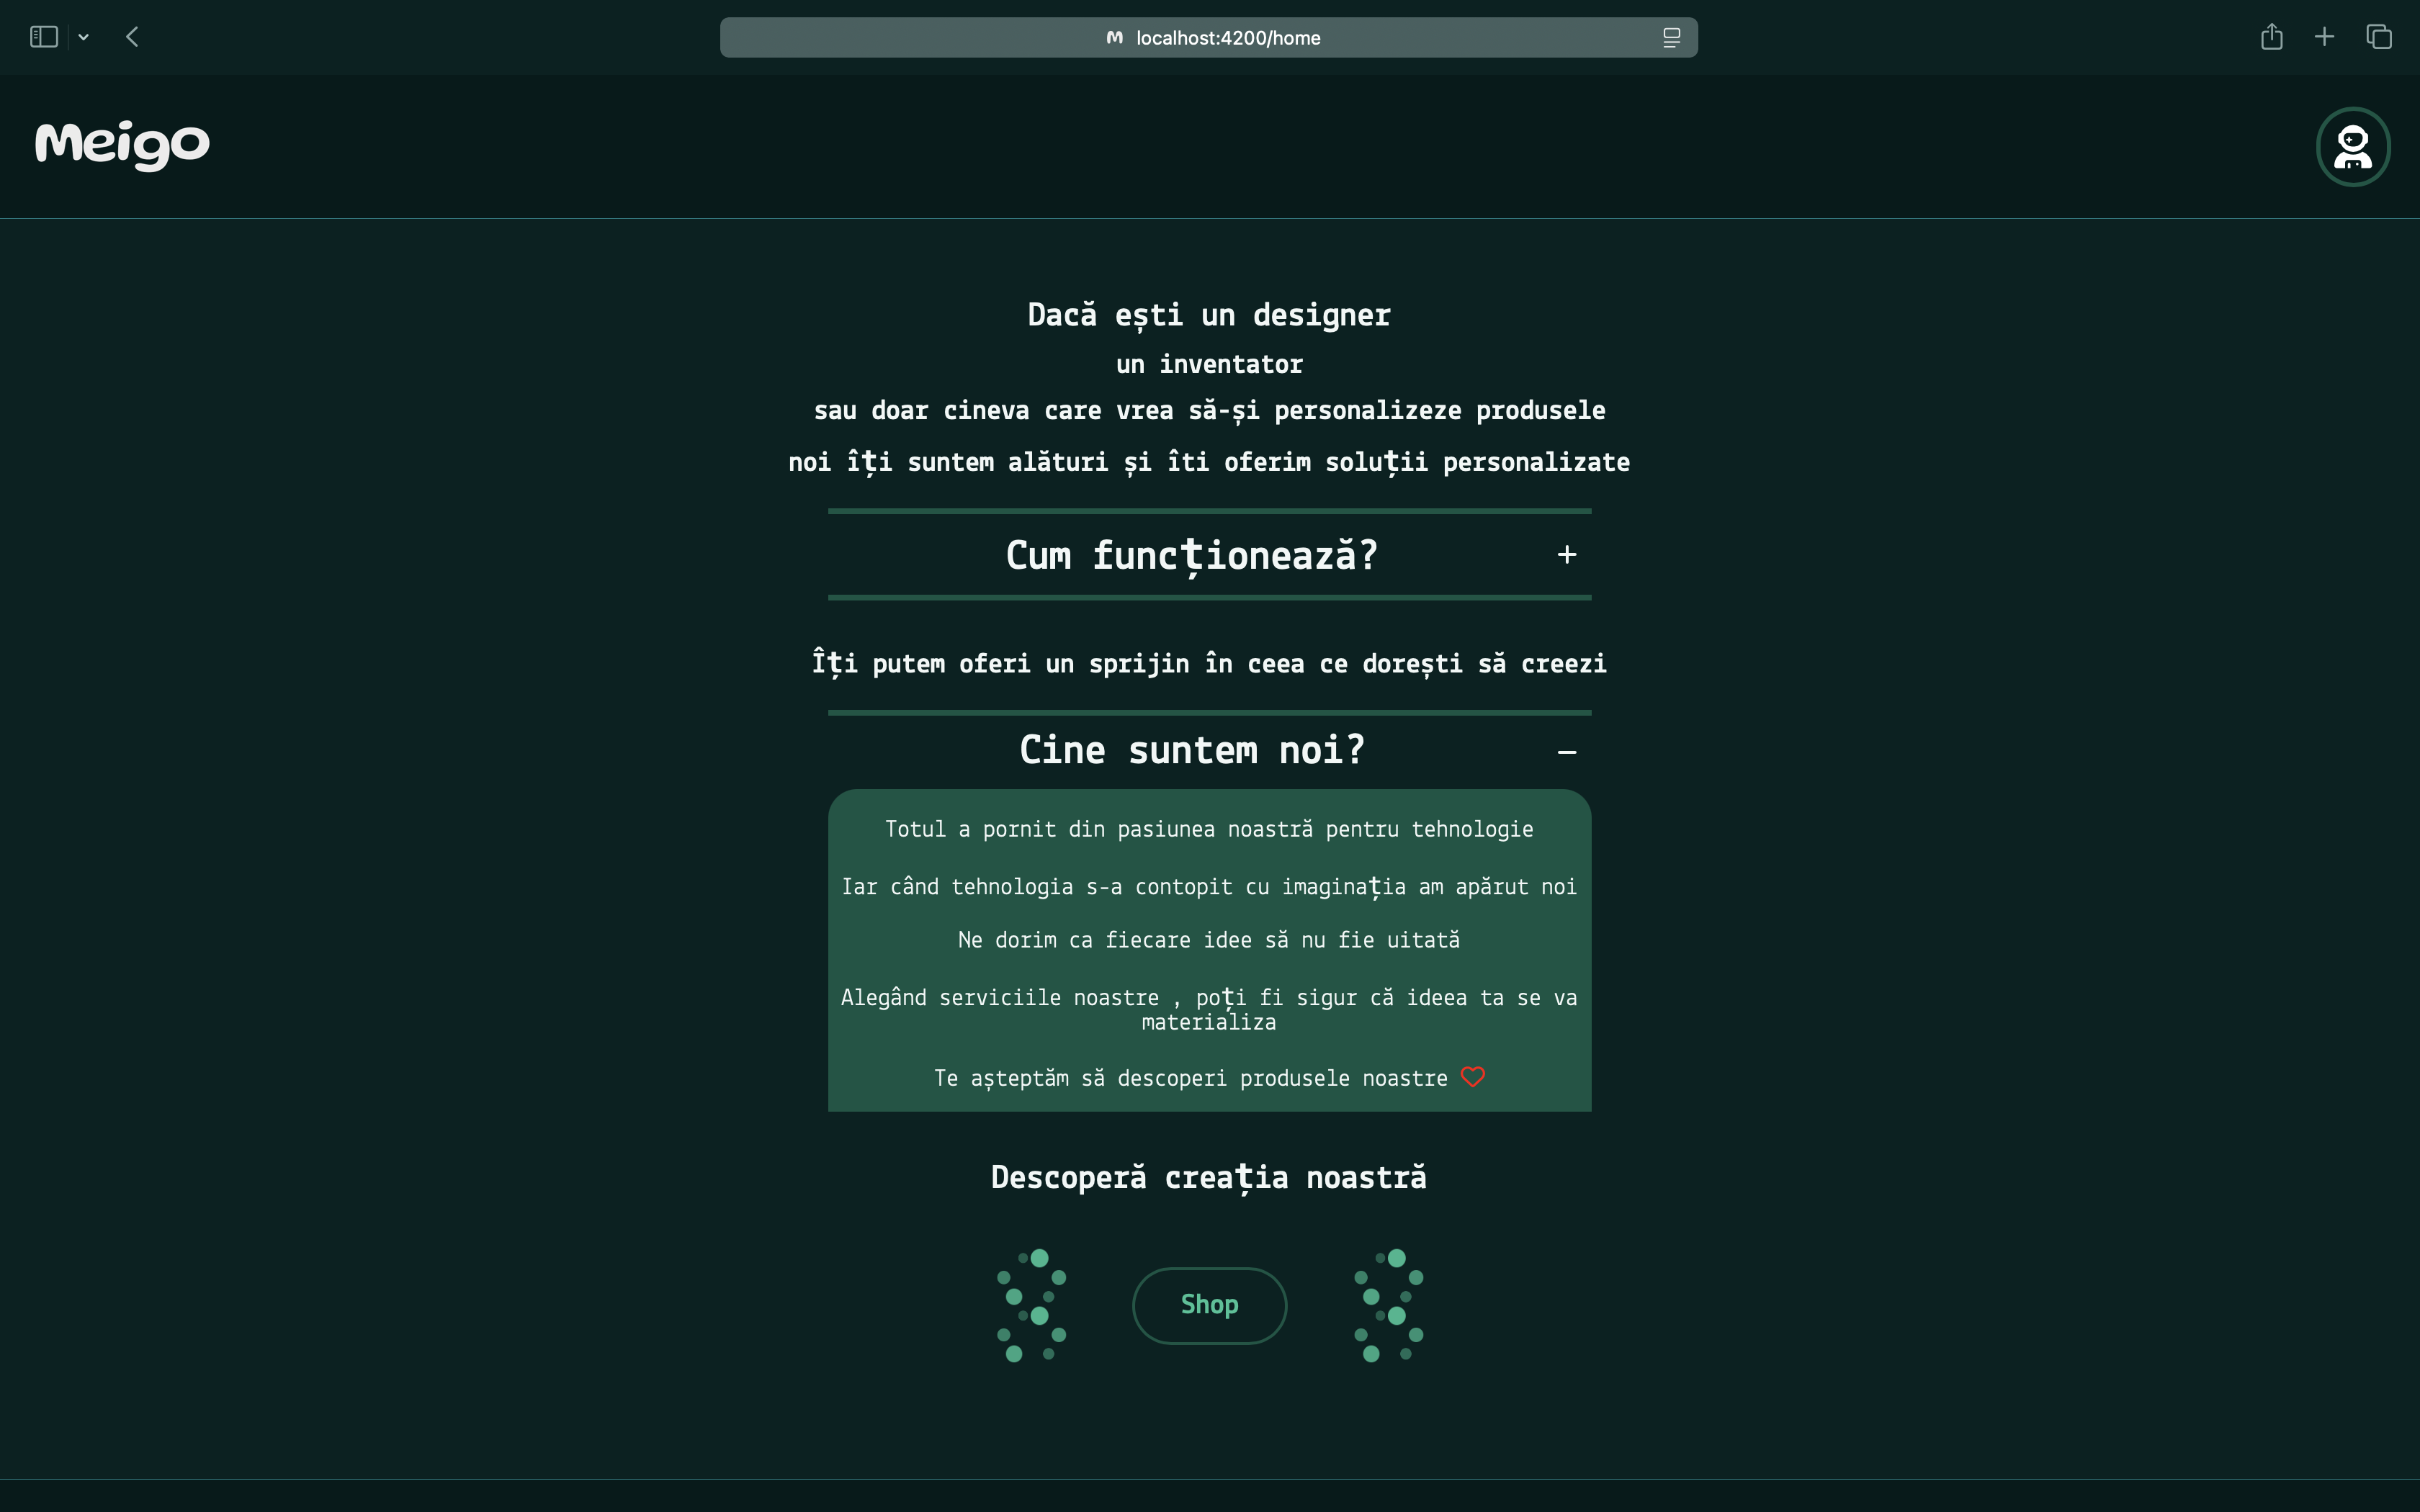 localhost:4200/home
Meigo
Dacă ești un designer
un inventator
sau doar cineva care vrea să-și personalizeze produsele
noi îți suntem alături și îti oferim soluții personalizate
Cum funcționează? +
Îți putem oferi un sprijin în ceea ce dorești să creezi
Cine suntem noi? –
Totul a pornit din pasiunea noastră pentru tehnologie
Iar când tehnologia s-a contopit cu imaginația am apărut noi
Ne dorim ca fiecare idee să nu fie uitată
Alegând serviciile noastre , poți fi sigur că ideea ta se va
materializa
Te așteptăm să descoperi produsele noastre
Descoperă creația noastră
Shop